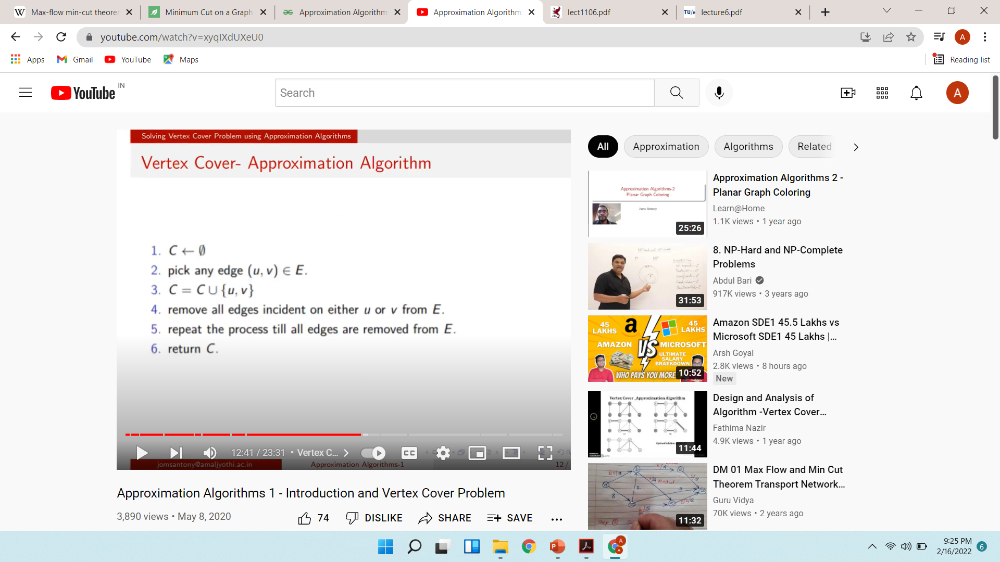 Max-flow min-cut theorem
Minimum Cut on a Graph
Approximation Algorithm
Approximation Algorithm
lect1106.pdf
TU/e lecture6.pdf
youtube.com/watch?v=xyqIXdUXeU0
A
Apps
Gmail
YouTube
Maps
Reading list
YouTube IN
Search
A
Solving Vertex Cover Problem using Approximation Algorithms
Vertex Cover- Approximation Algorithm
1. C ← ∅
2. pick any edge (u, v) ∈ E.
3. C = C ∪ {u, v}
4. remove all edges incident on either u or v from E.
5. repeat the process till all edges are removed from E.
6. return C.
12:41 / 23:31 • Vertex C...
CC
jomsantony@amaljyothi.ac.in
Approximation Algorithms-1
12 /
Approximation Algorithms 1 - Introduction and Vertex Cover Problem
3,890 views • May 8, 2020
74
DISLIKE
SHARE
SAVE
All
Approximation
Algorithms
Related
Approximation Algorithms-2
Planar Graph Coloring
Joms Antony
25:26
Approximation Algorithms 2 -
Planar Graph Coloring
Learn@Home
1.1K views • 1 year ago
31:53
8. NP-Hard and NP-Complete
Problems
Abdul Bari
917K views • 3 years ago
45
LAKHS
a
45
LAKHS
AMAZON
VS
MICROSOFT
ULTIMATE
SALARY
BRAEKDOWN
WHO PAYS YOU MORE
10:52
Amazon SDE1 45.5 Lakhs vs
Microsoft SDE1 45 Lakhs |...
Arsh Goyal
2.8K views • 8 hours ago
New
Vertex Cover _Approximation Algorithm
11:44
Design and Analysis of
Algorithm -Vertex Cover...
Fathima Nazir
4.9K views • 1 year ago
11:32
DM 01 Max Flow and Min Cut
Theorem Transport Network...
Guru Vidya
70K views • 2 years ago
9:25 PM
2/16/2022
6